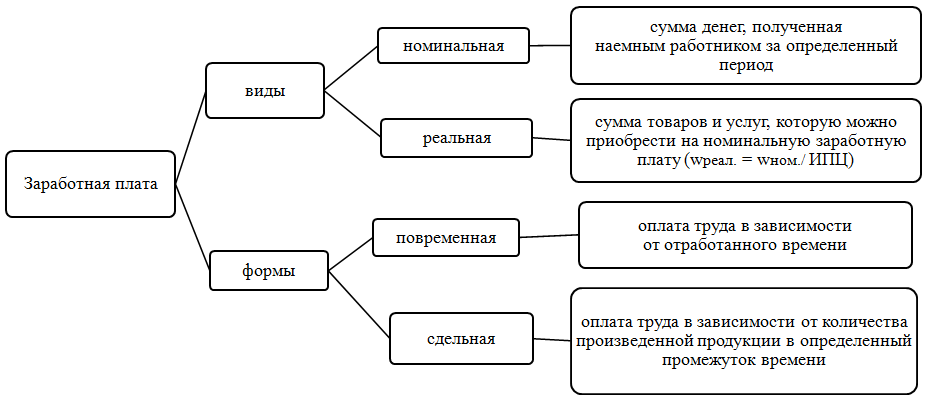 Заработная плата
виды
номинальная
сумма денег, полученная
наемным работником за определенный
период
реальная
сумма товаров и услуг, которую можно
приобрести на номинальную заработную
плату (wреал. = wном./ ИПЦ)
формы
повременная
оплата труда в зависимости
от отработанного времени
сдельная
оплата труда в зависимости от количества
произведенной продукции в определенный
промежуток времени